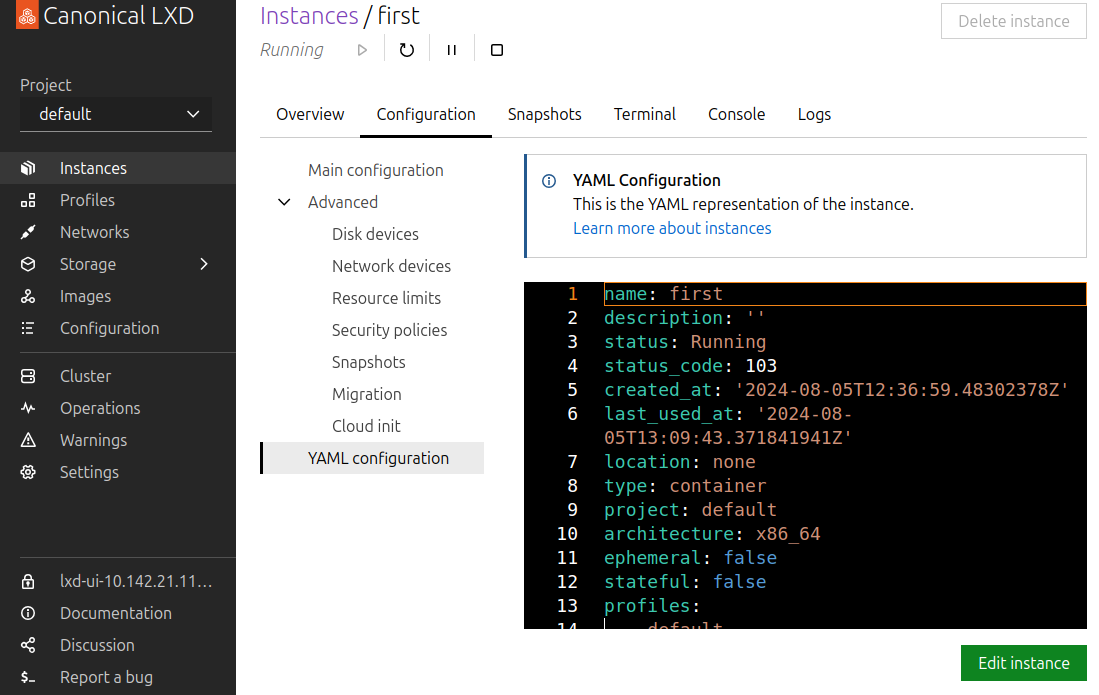 Canonical LXD
Project
default
Instances
Profiles
Networks
Storage
Images
Configuration
Cluster
Operations
Warnings
Settings
lxd-ui-10.142.21.11…
Documentation
Discussion
Report a bug
Instances / first
Delete instance
Running
Overview Configuration Snapshots Terminal Console Logs
Main configuration
Advanced
Disk devices
Network devices
Resource limits
Security policies
Snapshots
Migration
Cloud init
YAML configuration
YAML Configuration
This is the YAML representation of the instance.
Learn more about instances
1 name: first
2 description: ''
3 status: Running
4 status_code: 103
5 created_at: '2024-08-05T12:36:59.48302378Z'
6 last_used_at: '2024-08-
05T13:09:43.371841941Z'
7 location: none
8 type: container
9 project: default
10 architecture: x86_64
11 ephemeral: false
12 stateful: false
13 profiles:
14 - default
Edit instance